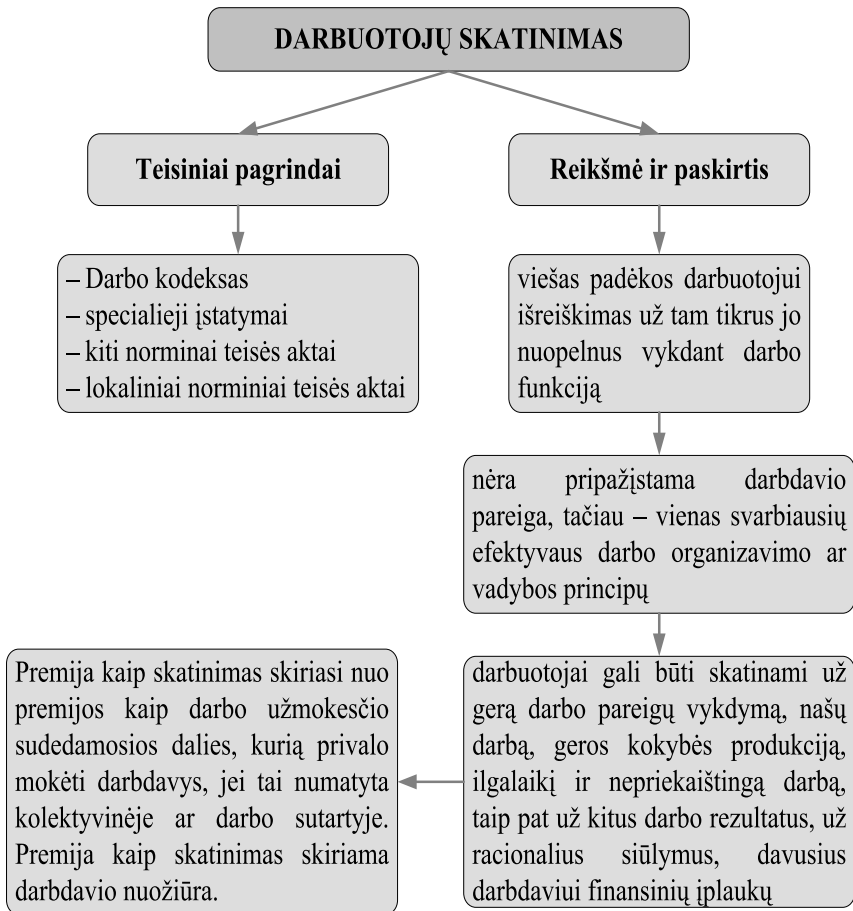 DARBUOTOJŲ SKATINIMAS
Teisiniai pagrindai
– Darbo kodeksas
– specialieji įstatymai
– kiti norminai teisės aktai
– lokaliniai norminiai teisės aktai
Reikšmė ir paskirtis
viešas padėkos darbuotojui
išreiškimas už tam tikrus jo
nuopelnus vykdant darbo
funkciją
nėra pripažįstama darbdavio
pareiga, tačiau – vienas svarbiausių
efektyvaus darbo organizavimo ar
vadybos principų
darbuotojai gali būti skatinami už
gerą darbo pareigų vykdymą, našų
darbą, geros kokybės produkciją,
ilgalaikį ir nepriekaištingą darbą,
taip pat už kitus darbo rezultatus, už
racionalius siūlymus, davusius
darbdaviui finansinių įplaukų
Premija kaip skatinimas skiriasi nuo
premijos kaip darbo užmokesčio
sudedamosios dalies, kurią privalo
mokėti darbdavys, jei tai numatyta
kolektyvinėje ar darbo sutartyje.
Premija kaip skatinimas skiriama
darbdavio nuožiūra.